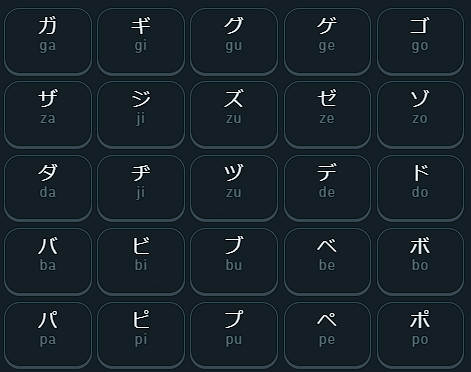 ガ ギ グ ゲ ゴ
ga gi gu ge go
ザ ジ ズ ゼ ゾ
za ji zu ze zo
ダ ヂ ヅ デ ド
da ji zu de do
バ ビ ブ ベ ボ
ba bi bu be bo
パ ピ プ ペ ポ
pa pi pu pe po